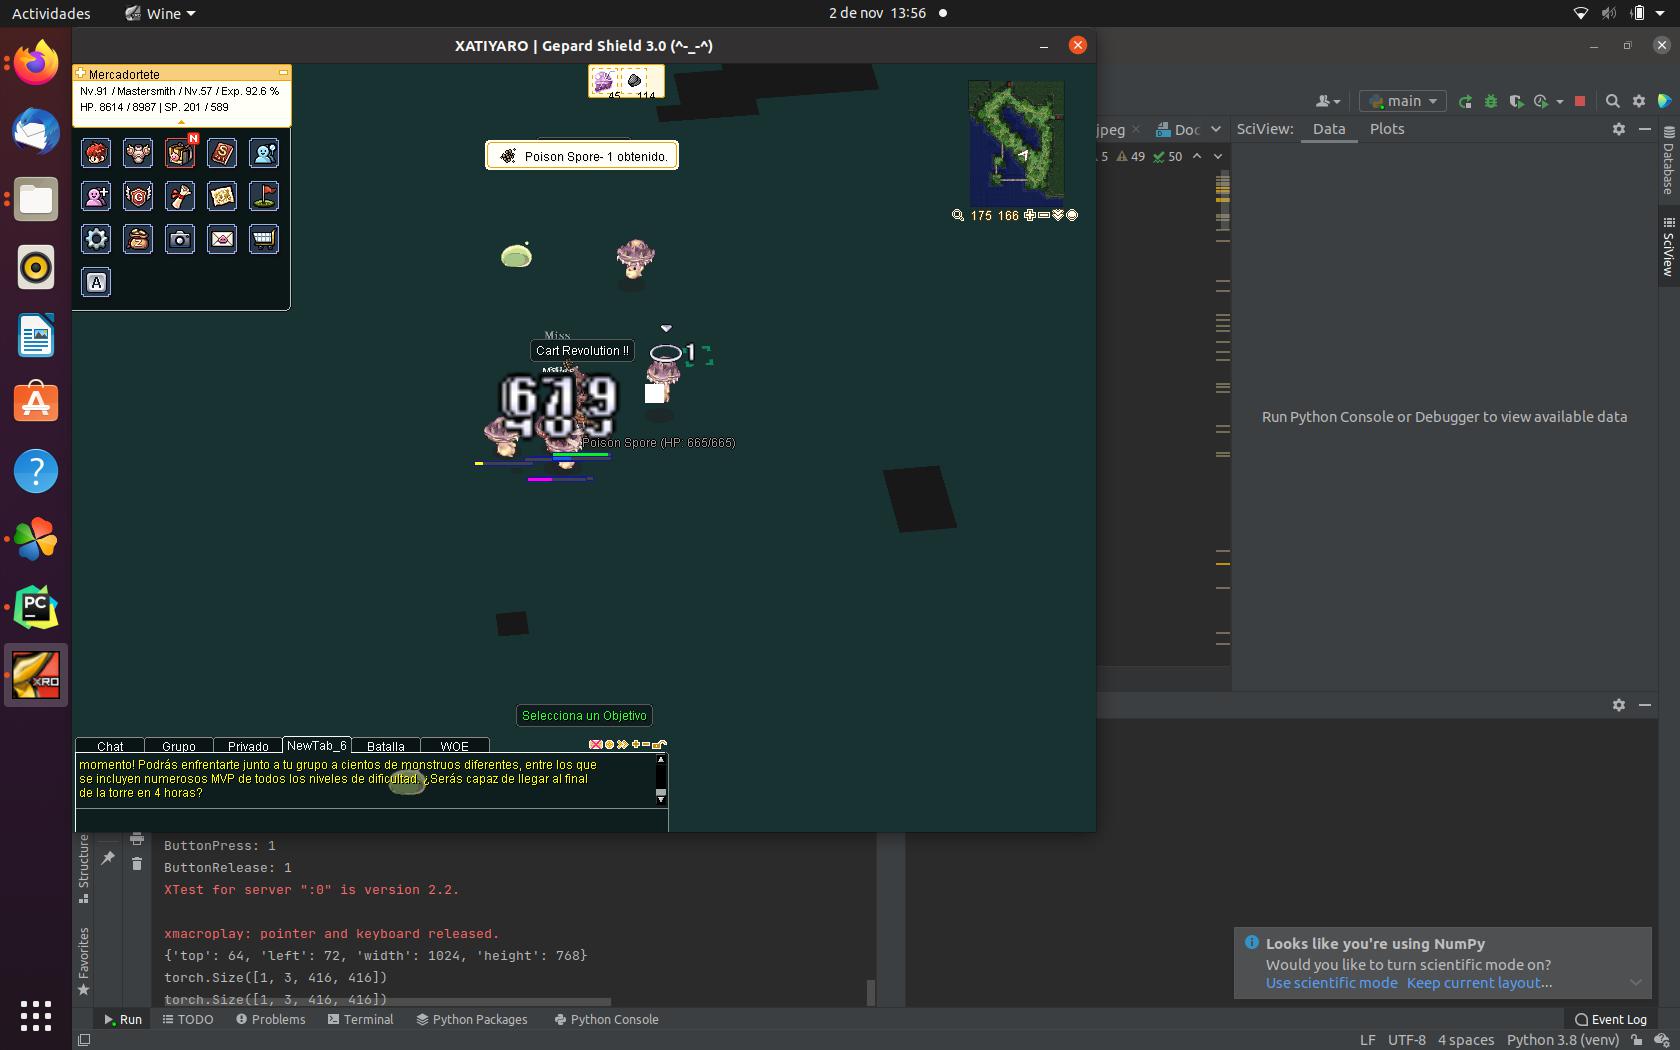 Actividades
Wine
2 de nov 13:56
XATIYARO | Gepard Shield 3.0 (^-_-^)
Mercadortete
Nv.91 / Mastersmith / Nv.57 / Exp. 92.6 %
HP. 8614 / 8987 | SP. 201 / 589
N
A
45
114
Poison Spore- 1 obtenido.
175 166
Miss
Cart Revolution !!
1
Poison Spore (HP: 665/665)
Selecciona un Objetivo
Chat
Grupo
Privado
NewTab_6
Batalla
WOE
momento! Podrás enfrentarte junto a tu grupo a cientos de monstruos diferentes, entre los que
se incluyen numerosos MVP de todos los niveles de dificultad. ¿Serás capaz de llegar al final
de la torre en 4 horas?
XRO
PC
main
jpeg
Doc
SciView:
Data
Plots
5
49
50
Database
SciView
Run Python Console or Debugger to view available data
Structure
Favorites
ButtonPress: 1
ButtonRelease: 1
XTest for server ":0" is version 2.2.
xmacroplay: pointer and keyboard released.
{'top': 64, 'left': 72, 'width': 1024, 'height': 768}
torch.Size([1, 3, 416, 416])
torch.Size([1, 3, 416, 416])
Looks like you're using NumPy
Would you like to turn scientific mode on?
Use scientific mode Keep current layout...
Run
TODO
Problems
Terminal
Python Packages
Python Console
Event Log
LF
UTF-8
4 spaces
Python 3.8 (venv)